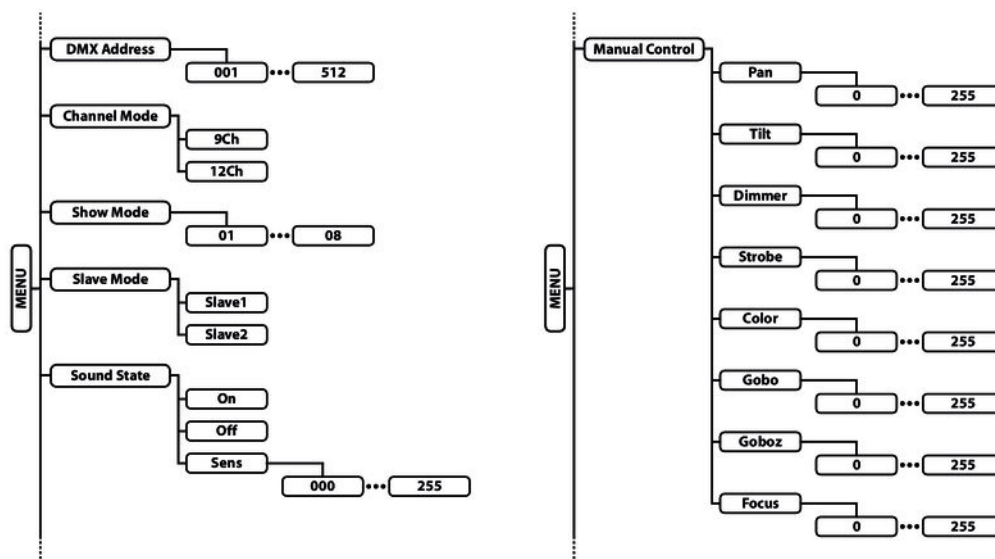 DMX Address
001 ••• 512
Channel Mode
9Ch
12Ch
Show Mode
01 ••• 08
MENU
Slave Mode
Slave1
Slave2
Sound State
On
Off
Sens
000 ••• 255
MENU
Manual Control
Pan
0 ••• 255
Tilt
0 ••• 255
Dimmer
0 ••• 255
Strobe
0 ••• 255
Color
0 ••• 255
Gobo
0 ••• 255
Goboz
0 ••• 255
Focus
0 ••• 255